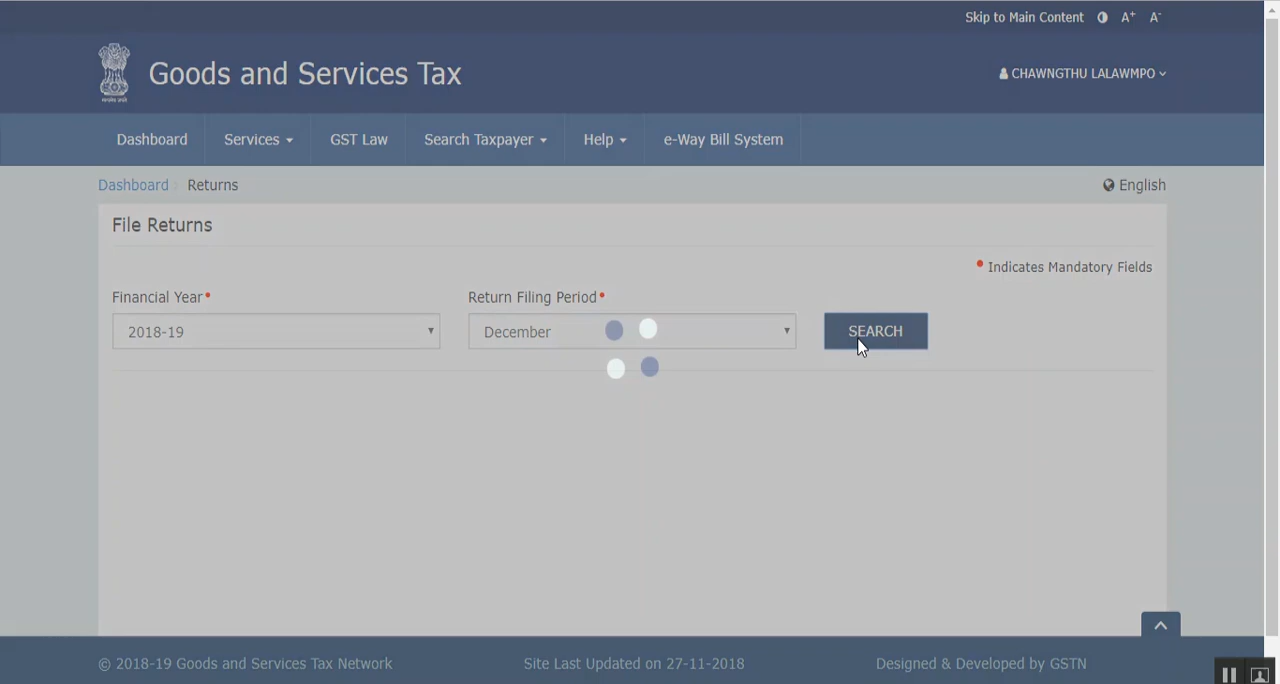 Skip to Main Content A+ A-
Goods and Services Tax
CHAWNGTHU LALAWMPO
Dashboard Services GST Law Search Taxpayer Help e-Way Bill System
Dashboard Returns English
File Returns
Indicates Mandatory Fields
Financial Year Return Filing Period
2018-19 December SEARCH
© 2018-19 Goods and Services Tax Network Site Last Updated on 27-11-2018 Designed & Developed by GSTN